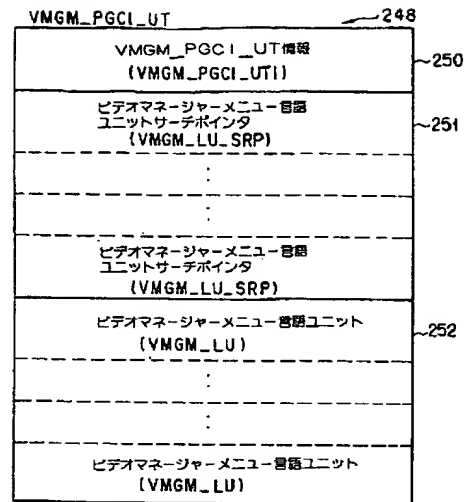 VMGM_PGCI_UT
248
VMGM_PGCI_UT情報
(VMGM_PGCI_UTI)
250
ビデオマネージャーメニュー言語
ユニットサーチポインタ
(VMGM_LU_SRP)
251
ビデオマネージャーメニュー言語
ユニットサーチポインタ
(VMGM_LU_SRP)
ビデオマネージャーメニュー言語ユニット
(VMGM_LU)
252
ビデオマネージャーメニュー言語ユニット
(VMGM_LU)